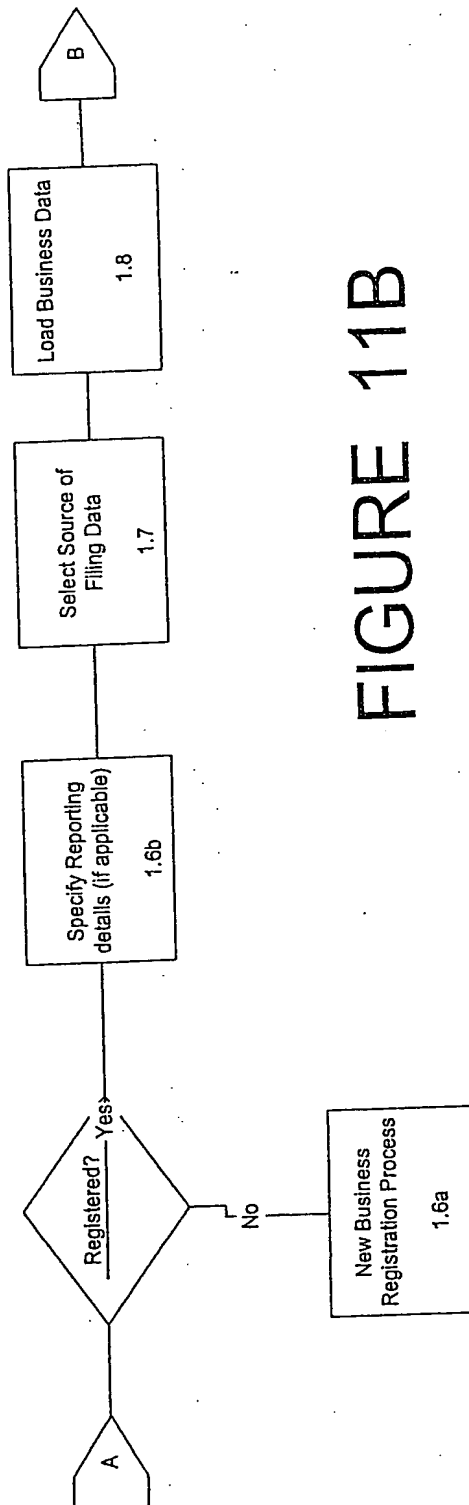 A
Registered?
Yes
No
New Business
Registration Process
1.6a
Specify Reporting
details (if applicable)
1.6b
Select Source of
Filing Data
1.7
Load Business Data
1.8
B
FIGURE 11B